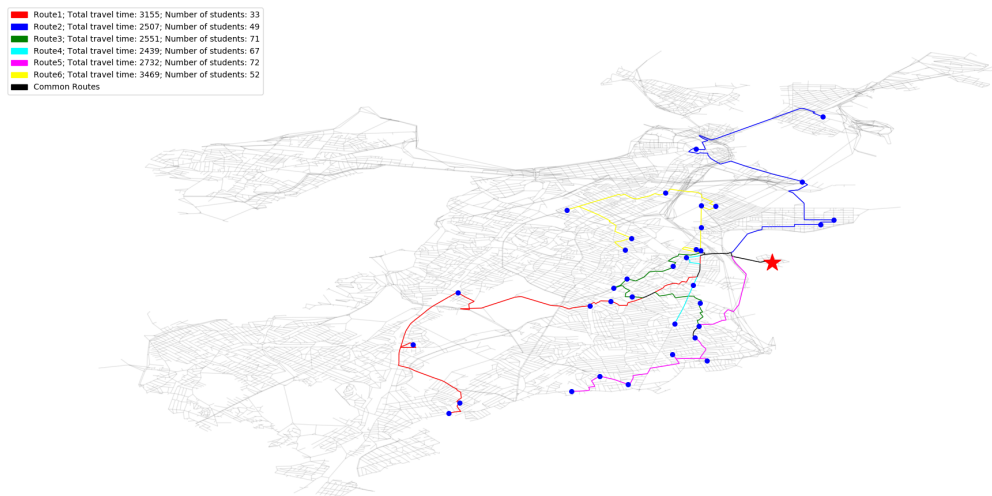 Route1; Total travel time: 3155; Number of students: 33
Route2; Total travel time: 2507; Number of students: 49
Route3; Total travel time: 2551; Number of students: 71
Route4; Total travel time: 2439; Number of students: 67
Route5; Total travel time: 2732; Number of students: 72
Route6; Total travel time: 3469; Number of students: 52
Common Routes